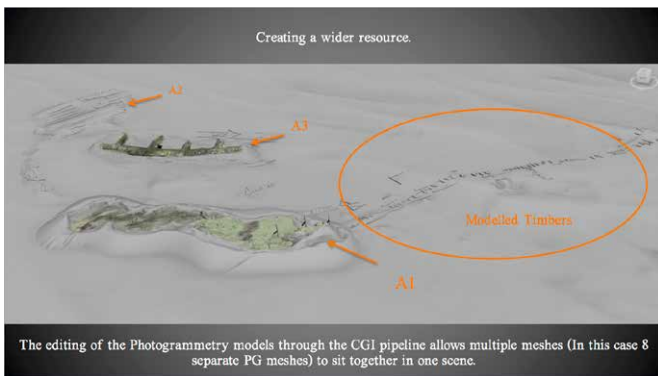 Creating a wider resource.
A2
A3
Modelled Timbers
A1
The editing of the Photogrammetry models through the CGI pipeline allows multiple meshes (In this case 8
separate PG meshes) to sit together in one scene.